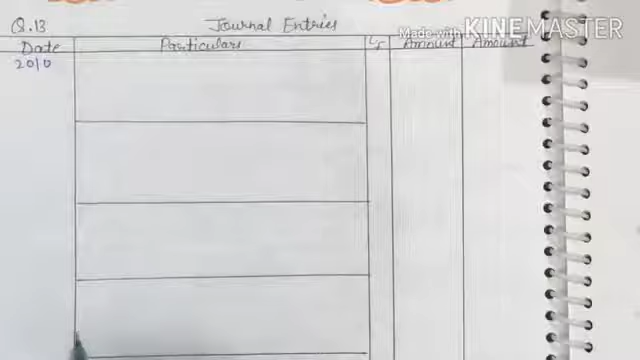 Q.13 Journal Entries
Made with KINEMASTER
Date Particulars L.F Amount Amount
2010